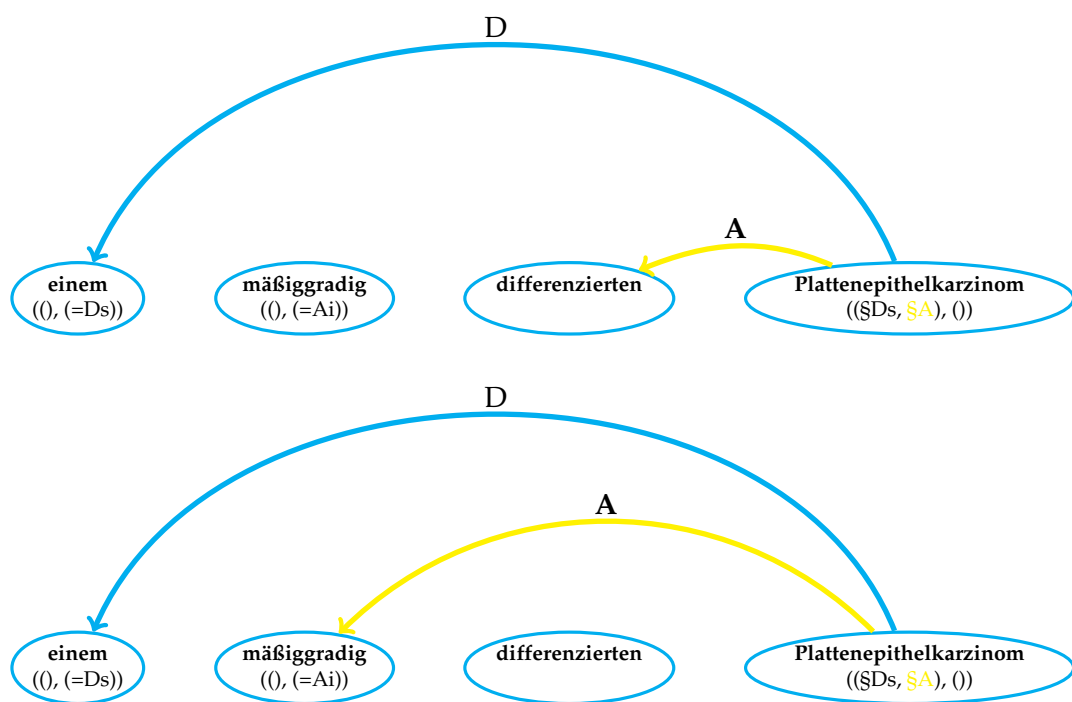 D
A
einem mäßiggradig differenzierten Plattenepithelkarzinom
((), (=Ds)) ((), (=Ai)) ((§Ds, §A), ())
D
A
einem mäßiggradig differenzierten Plattenepithelkarzinom
((), (=Ds)) ((), (=Ai)) ((§Ds, §A), ())